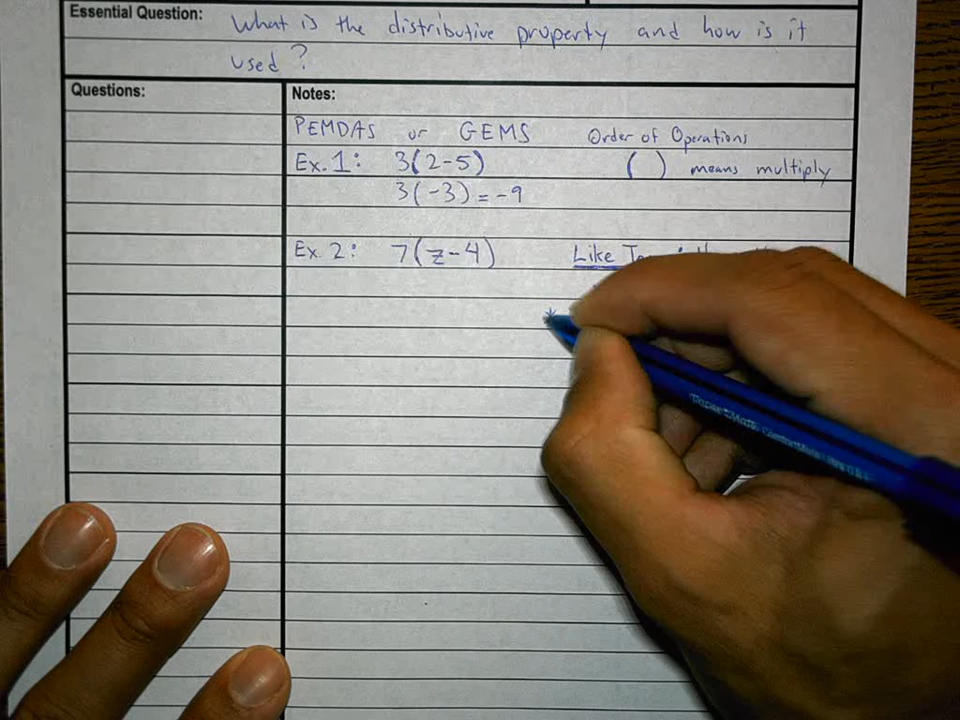 Essential Question: What is the distributive property and how is it
used?
Questions:
Notes:
PEMDAS or GEMS Order of Operations
Ex. 1: 3(2-5) ( ) means multiply
3(-3) = -9
Ex. 2: 7(z-4) Like
*